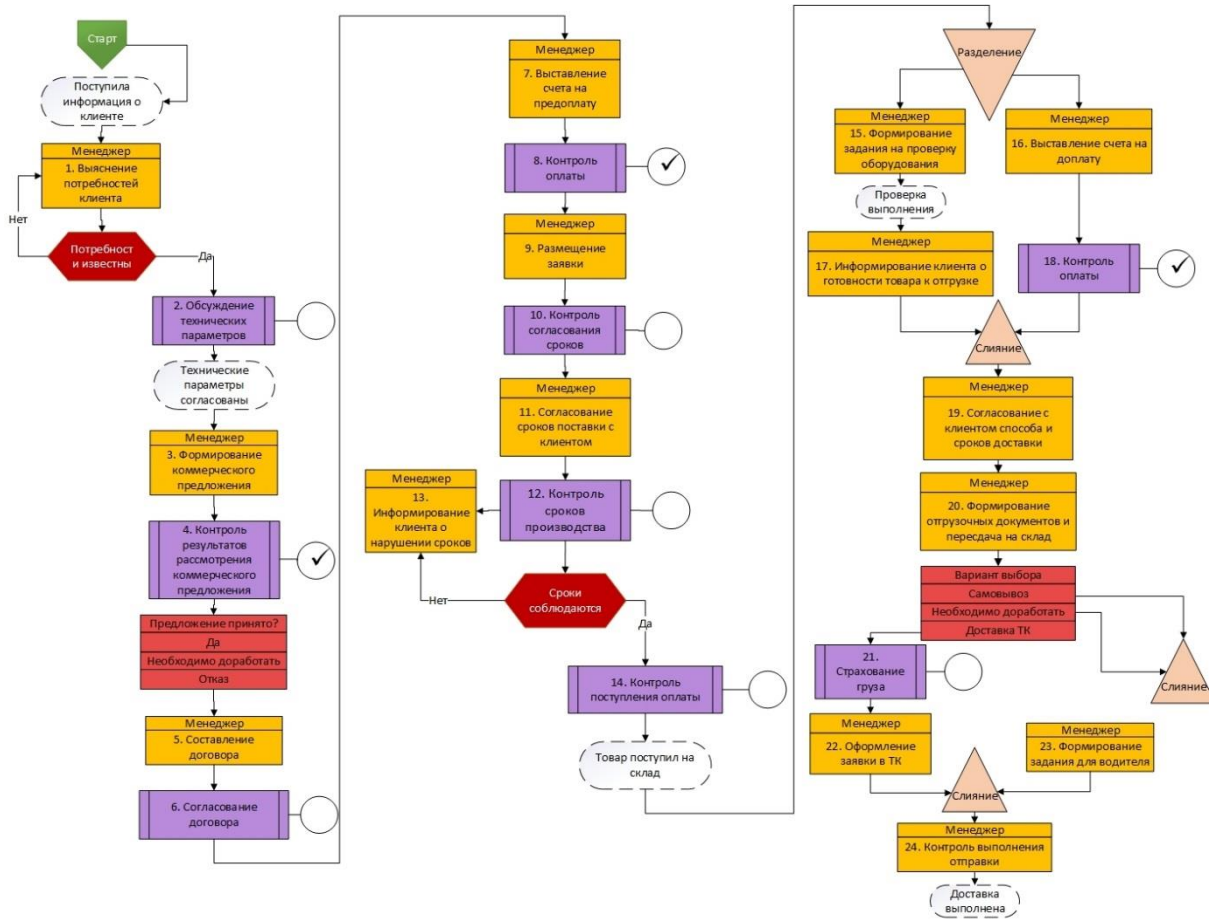 Старт
Поступила
информация о
клиенте
Менеджер
1. Выяснение
потребностей
клиента
Нет
Потребност
и известны
Да
2. Обсуждение
технических
параметров
Технические
параметры
согласованы
Менеджер
3. Формирование
коммерческого
предложения
4. Контроль
результатов
рассмотрения
коммерческого
предложения
Предложение принято?
Да
Необходимо доработать
Отказ
Менеджер
5. Составление
договора
6. Согласование
договора
Менеджер
7. Выставление
счета на
предоплату
8. Контроль
оплаты
Менеджер
9. Размещение
заявки
10. Контроль
согласования
сроков
Менеджер
11. Согласование
сроков поставки с
клиентом
Менеджер
13.
Информирование
клиента о
нарушении сроков
12. Контроль
сроков
производства
Нет
Сроки
соблюдаются
Да
14. Контроль
поступления оплаты
Товар поступил на
склад
Разделение
Менеджер
15. Формирование
задания на проверку
оборудования
Менеджер
16. Выставление счета на
доплату
Проверка
выполнения
Менеджер
17. Информирование клиента о
готовности товара к отгрузке
18. Контроль
оплаты
Слияние
Менеджер
19. Согласование с
клиентом способа и
сроков доставки
Менеджер
20. Формирование
отгрузочных документов и
пересдача на склад
Вариант выбора
Самовывоз
Необходимо доработать
Доставка ТК
21.
Страхование
груза
Слияние
Менеджер
22. Оформление
заявки в ТК
Менеджер
23. Формирование
задания для водителя
Слияние
Менеджер
24. Контроль выполнения
отправки
Доставка
выполнена